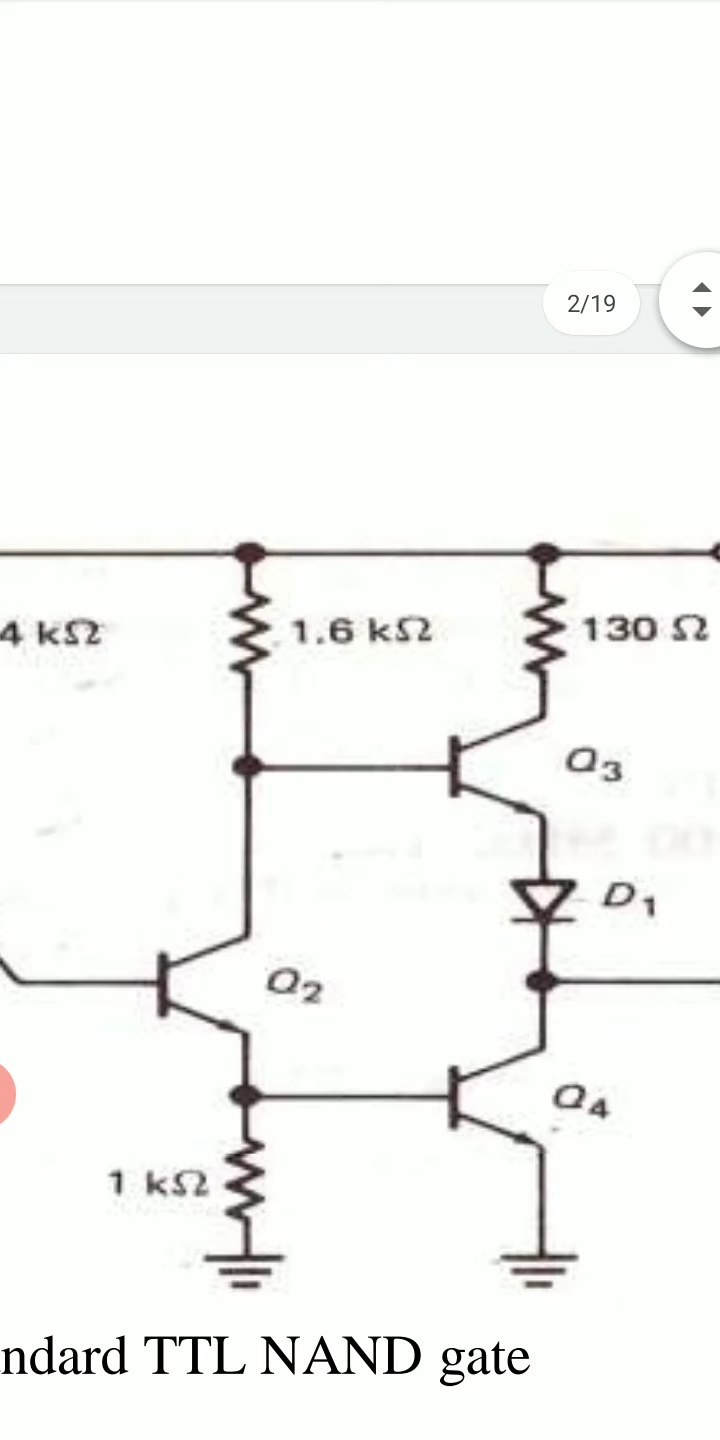 2/19
4 kΩ 1.6 kΩ 130 Ω
Q3
D1
Q2
Q4
1 kΩ
ndard TTL NAND gate